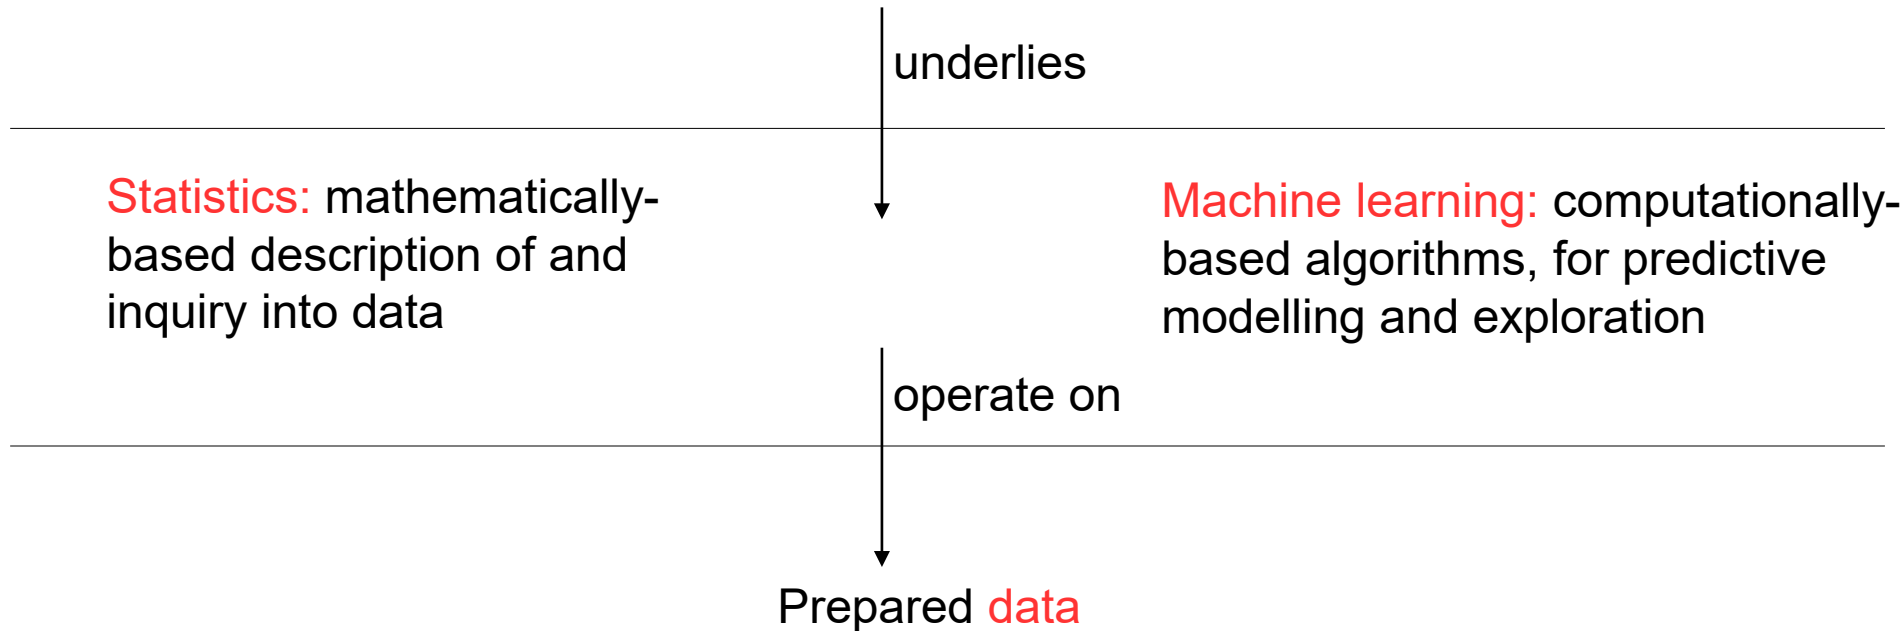 underlies
Statistics: mathematically-
based description of and
inquiry into data
Machine learning: computationally-
based algorithms, for predictive
modelling and exploration
operate on
Prepared data